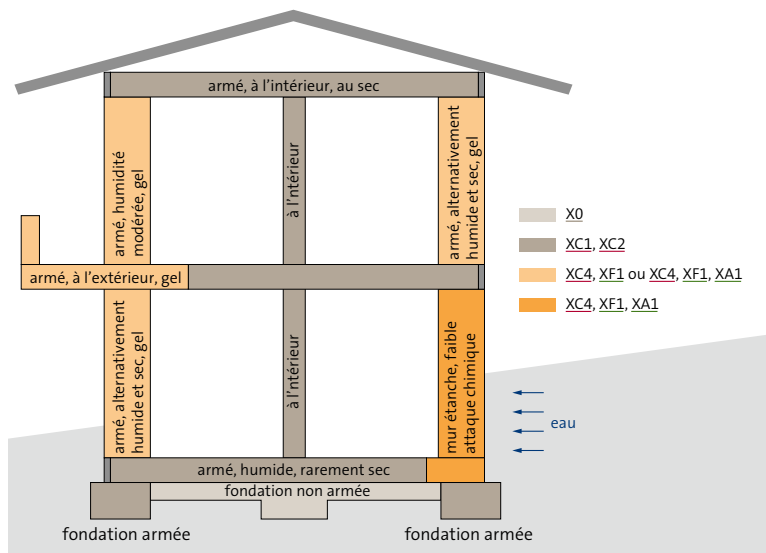 armé, à l'intérieur, au sec
armé, humidité
modérée, gel
à l'ntérieur
armé, alternativement
humide et sec, gel
X0
XC1, XC2
XC4, XF1 ou XC4, XF1, XA1
XC4, XF1, XA1
armé, à l'extérieur, gel
armé, alternativement
humide et sec, gel
à l'ntérieur
mur étanche, faible
attaque chimique
eau
armé, humide, rarement sec
fondation non armée
fondation armée
fondation armée